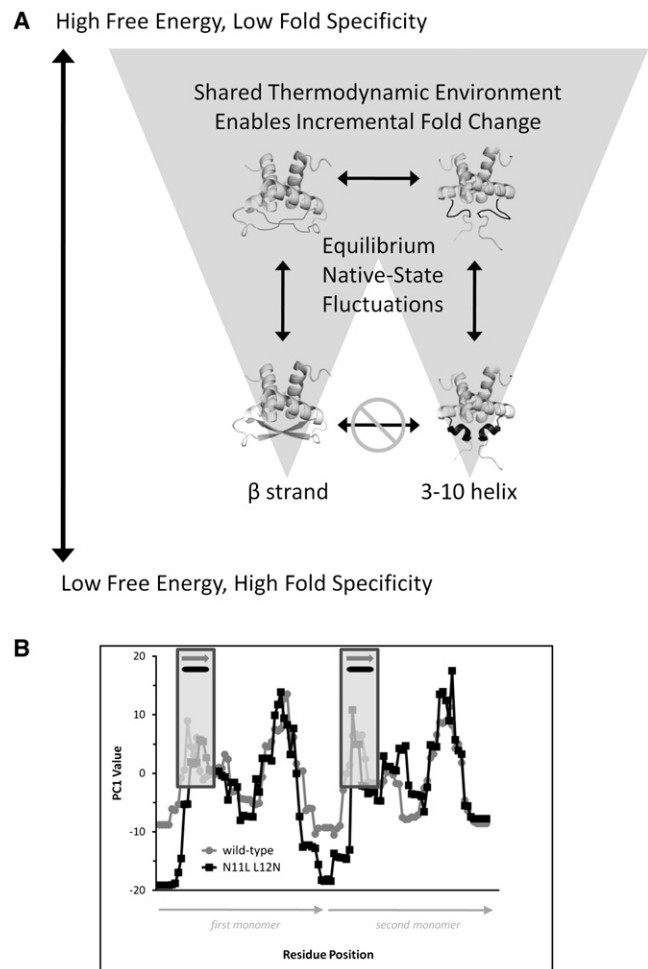 A
High Free Energy, Low Fold Specificity
Shared Thermodynamic Environment
Enables Incremental Fold Change
Equilibrium
Native-State
Fluctuations
β strand
3-10 helix
Low Free Energy, High Fold Specificity
B
20
10
0
-10
-20
PC1 Value
wild-type
N11L L12N
first monomer
second monomer
Residue Position